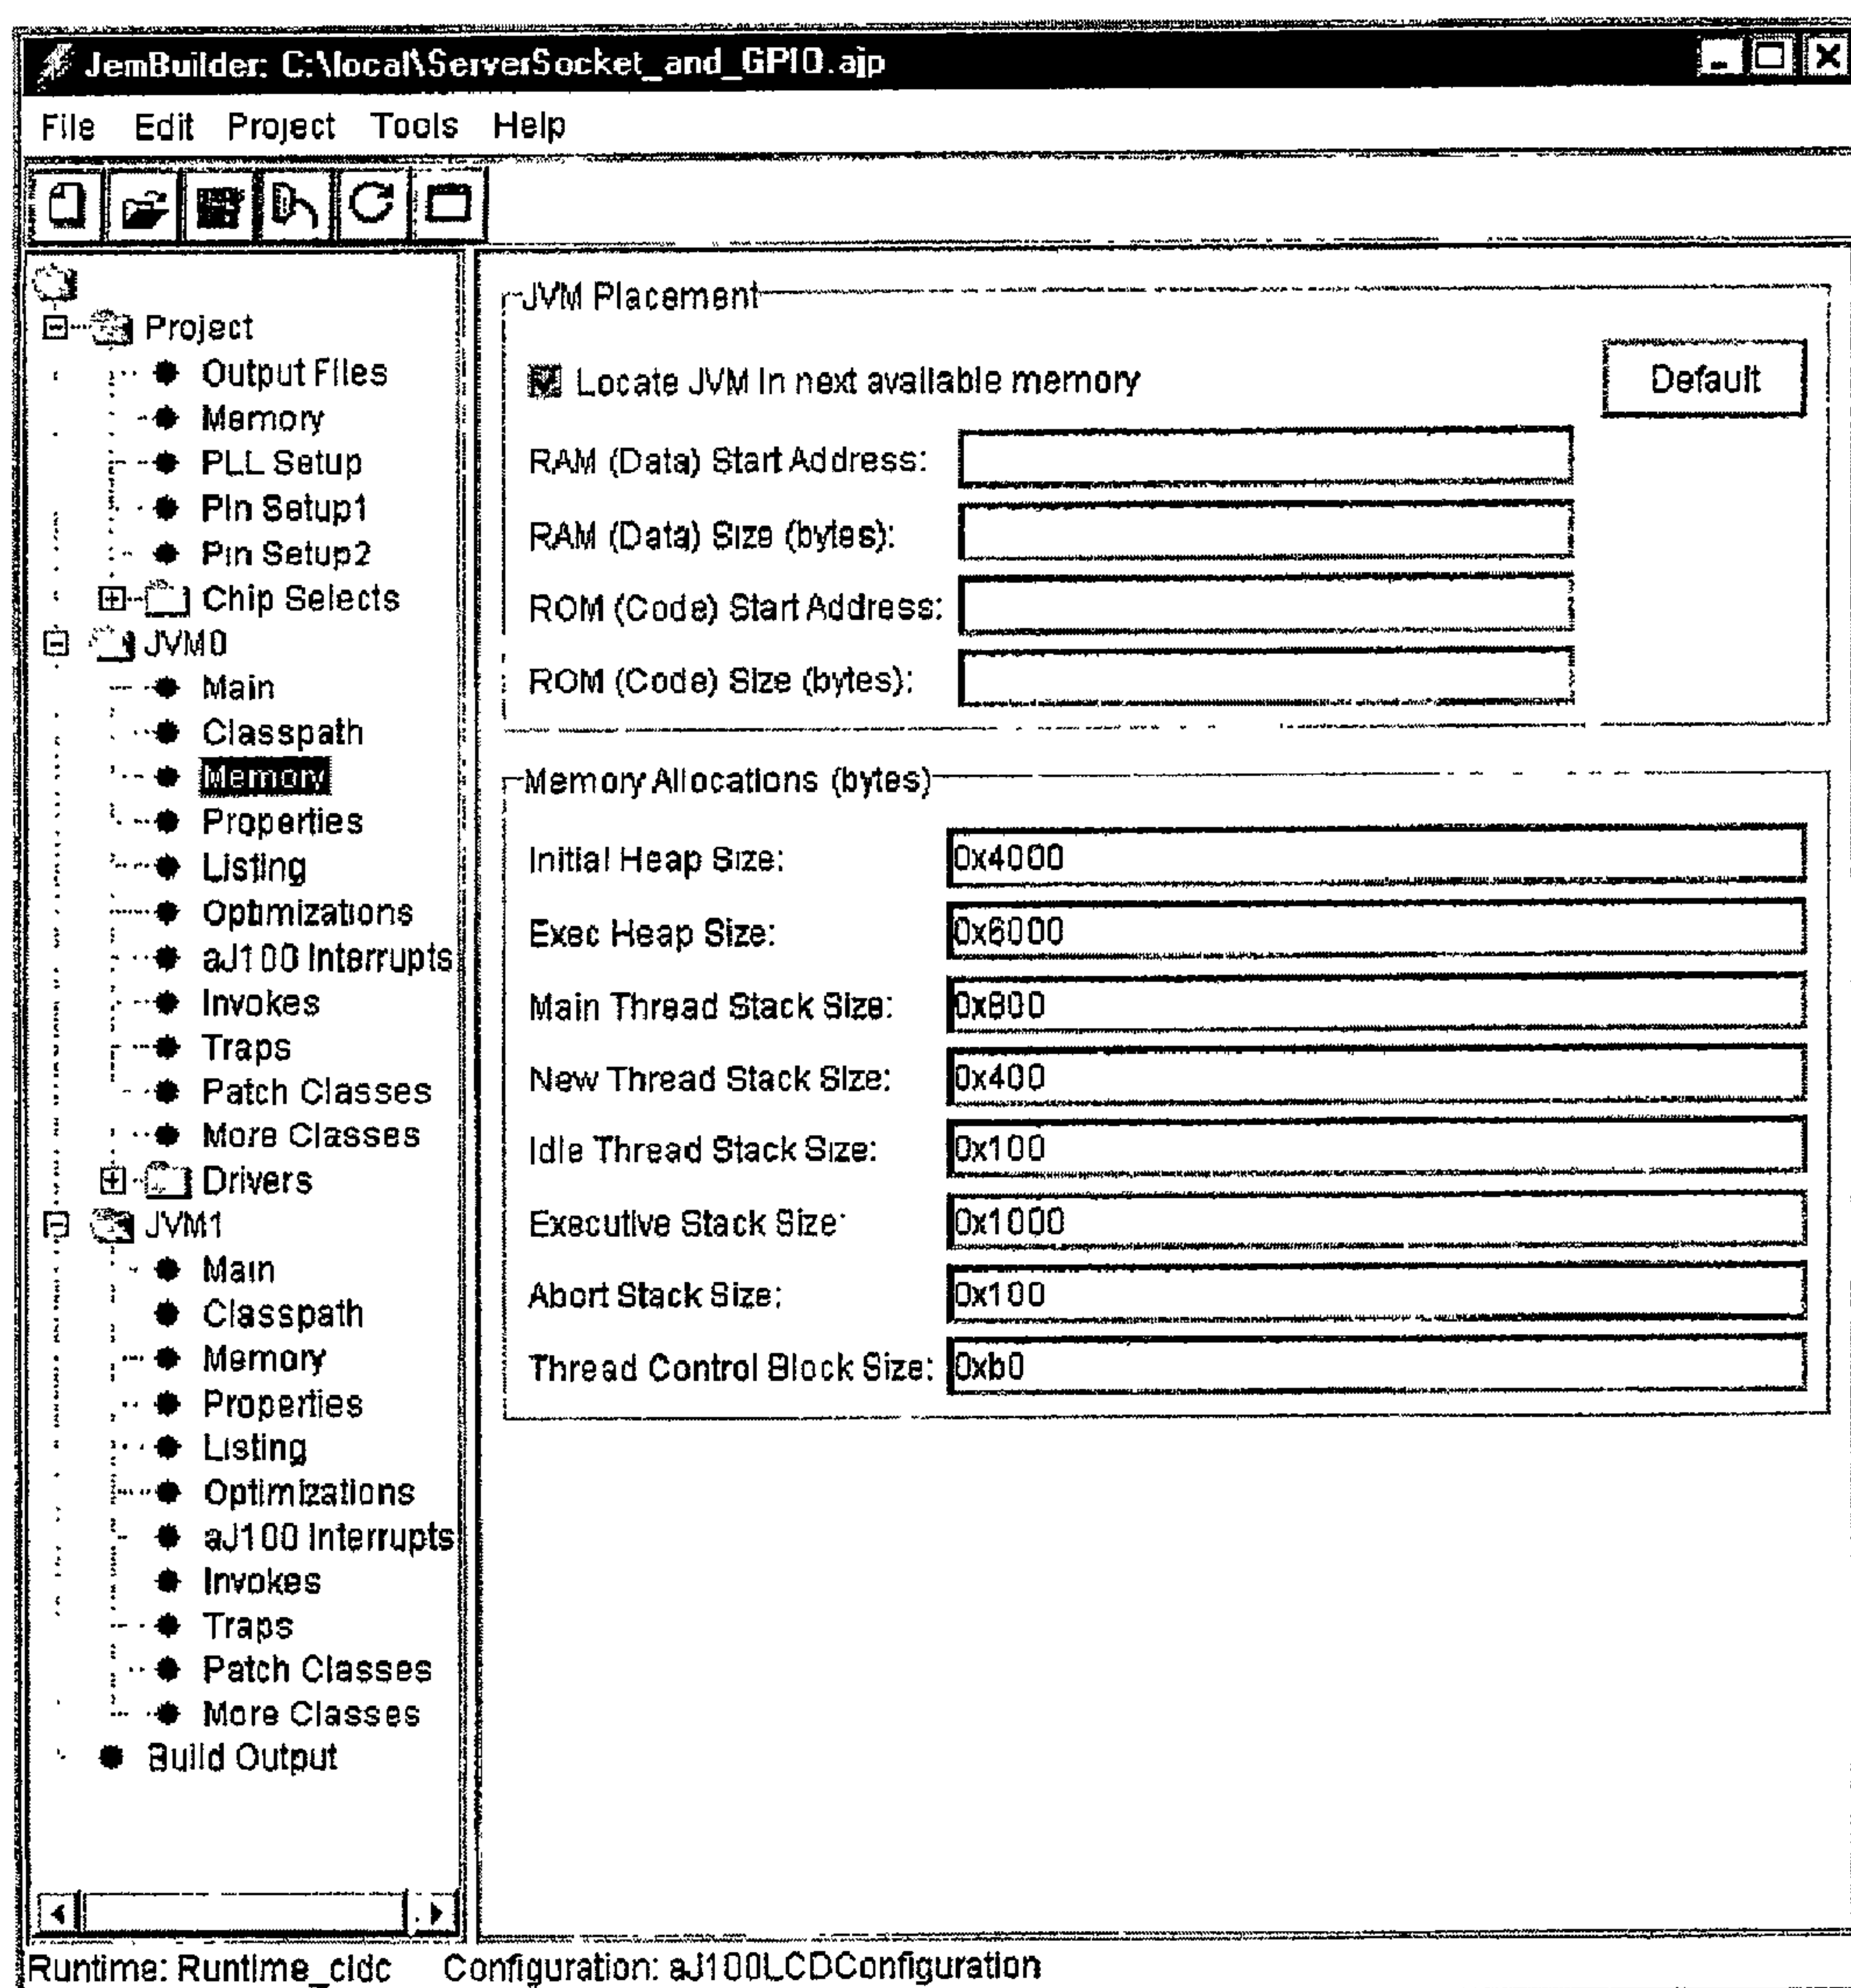 JemBuilder: C:\local\ServerSocket_and_GPIO.ajp
File Edit Project Tools Help
Project
Output Files
Memory
PLL Setup
Pin Setup1
Pin Setup2
Chip Selects
JVM0
Main
Classpath
Memory
Properties
Listing
Optimizations
aJ100 Interrupts
Invokes
Traps
Patch Classes
More Classes
Drivers
JVM1
Main
Classpath
Memory
Properties
Listing
Optimizations
aJ100 Interrupts
Invokes
Traps
Patch Classes
More Classes
Build Output
JVM Placement
Locate JVM in next available memory
Default
RAM (Data) Start Address:
RAM (Data) Size (bytes):
ROM (Code) Start Address:
ROM (Code) Size (bytes):
Memory Allocations (bytes)
Initial Heap Size: 0x4000
Exec Heap Size: 0x6000
Main Thread Stack Size: 0x800
New Thread Stack Size: 0x400
Idle Thread Stack Size: 0x100
Executive Stack Size: 0x1000
Abort Stack Size: 0x100
Thread Control Block Size: 0xb0
Runtime: Runtime_cldc Configuration: aJ100LCDConfiguration